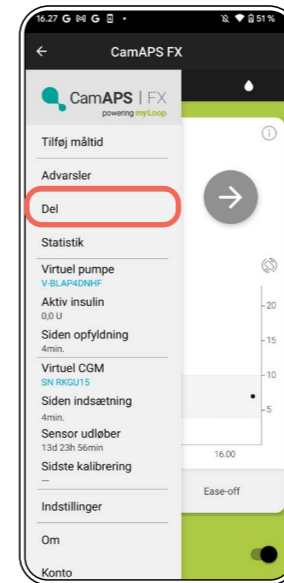 16.27 G M G
51 %
CamAPS FX
CamAPS | FX
powering myLoop
Tilføj måltid
Advarsler
Del
Statistik
Virtuel pumpe
V-BLAP4DNHF
Aktiv insulin
0,0 U
Siden opfyldning
4min.
Virtuel CGM
SN RKGU15
Siden indsætning
4min.
Sensor udløber
13d 23h 56min
Sidste kalibrering
—
Indstillinger
Om
Konto
20
15
10
5
16.00
Ease-off